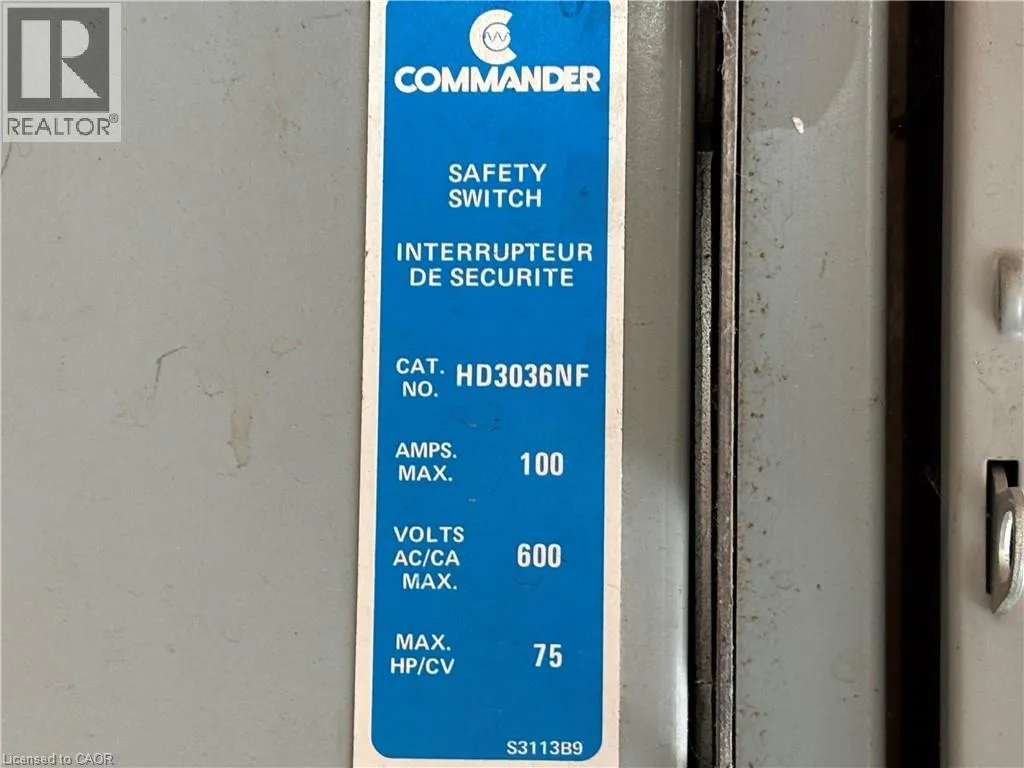 REALTOR®
COMMANDER
SAFETY
SWITCH
INTERRUPTEUR
DE SECURITE
CAT.
NO. HD3036NF
AMPS.
MAX. 100
VOLTS
AC/CA 600
MAX.
MAX.
HP/CV 75
S3113B9
Licensed to CAOR